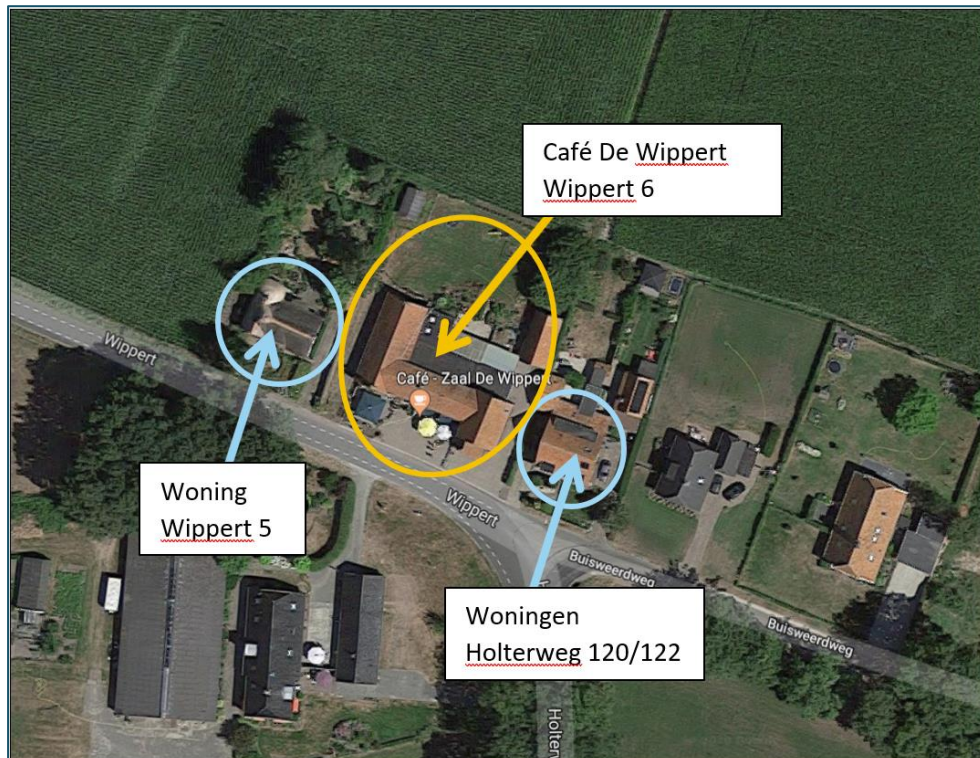 Café De Wippert
Wippert 6
Wippert
Café - Zaal De Wippert
Woning
Wippert 5
Wippert
Buisweerdweg
Woningen
Holterweg 120/122
Buisweerdweg